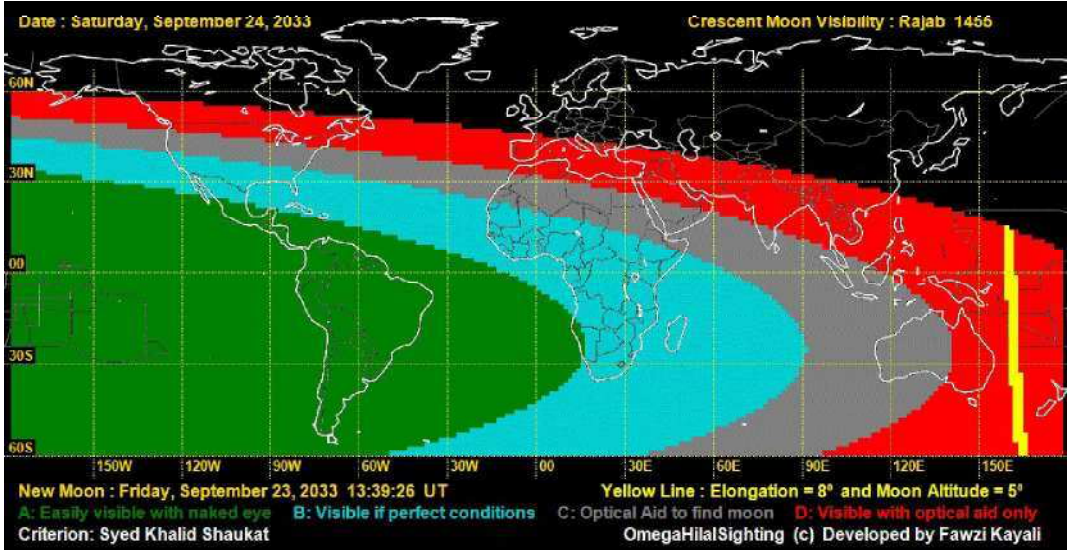 Date : Saturday, September 24, 2033
Crescent Moon Visibility : Rajab 1455
60N
30N
00
30S
60S
150W 120W 90W 60W 30W 00 30E 60E 90E 120E 150E
New Moon : Friday, September 23, 2033 13:39:26 UT
Yellow Line : Elongation = 8º and Moon Altitude = 5º
A: Easily visible with naked eye B: Visible if perfect conditions C: Optical Aid to find moon D: Visible with optical aid only
Criterion: Syed Khalid Shaukat
OmegaHilalSighting (c) Developed by Fawzi Kayali